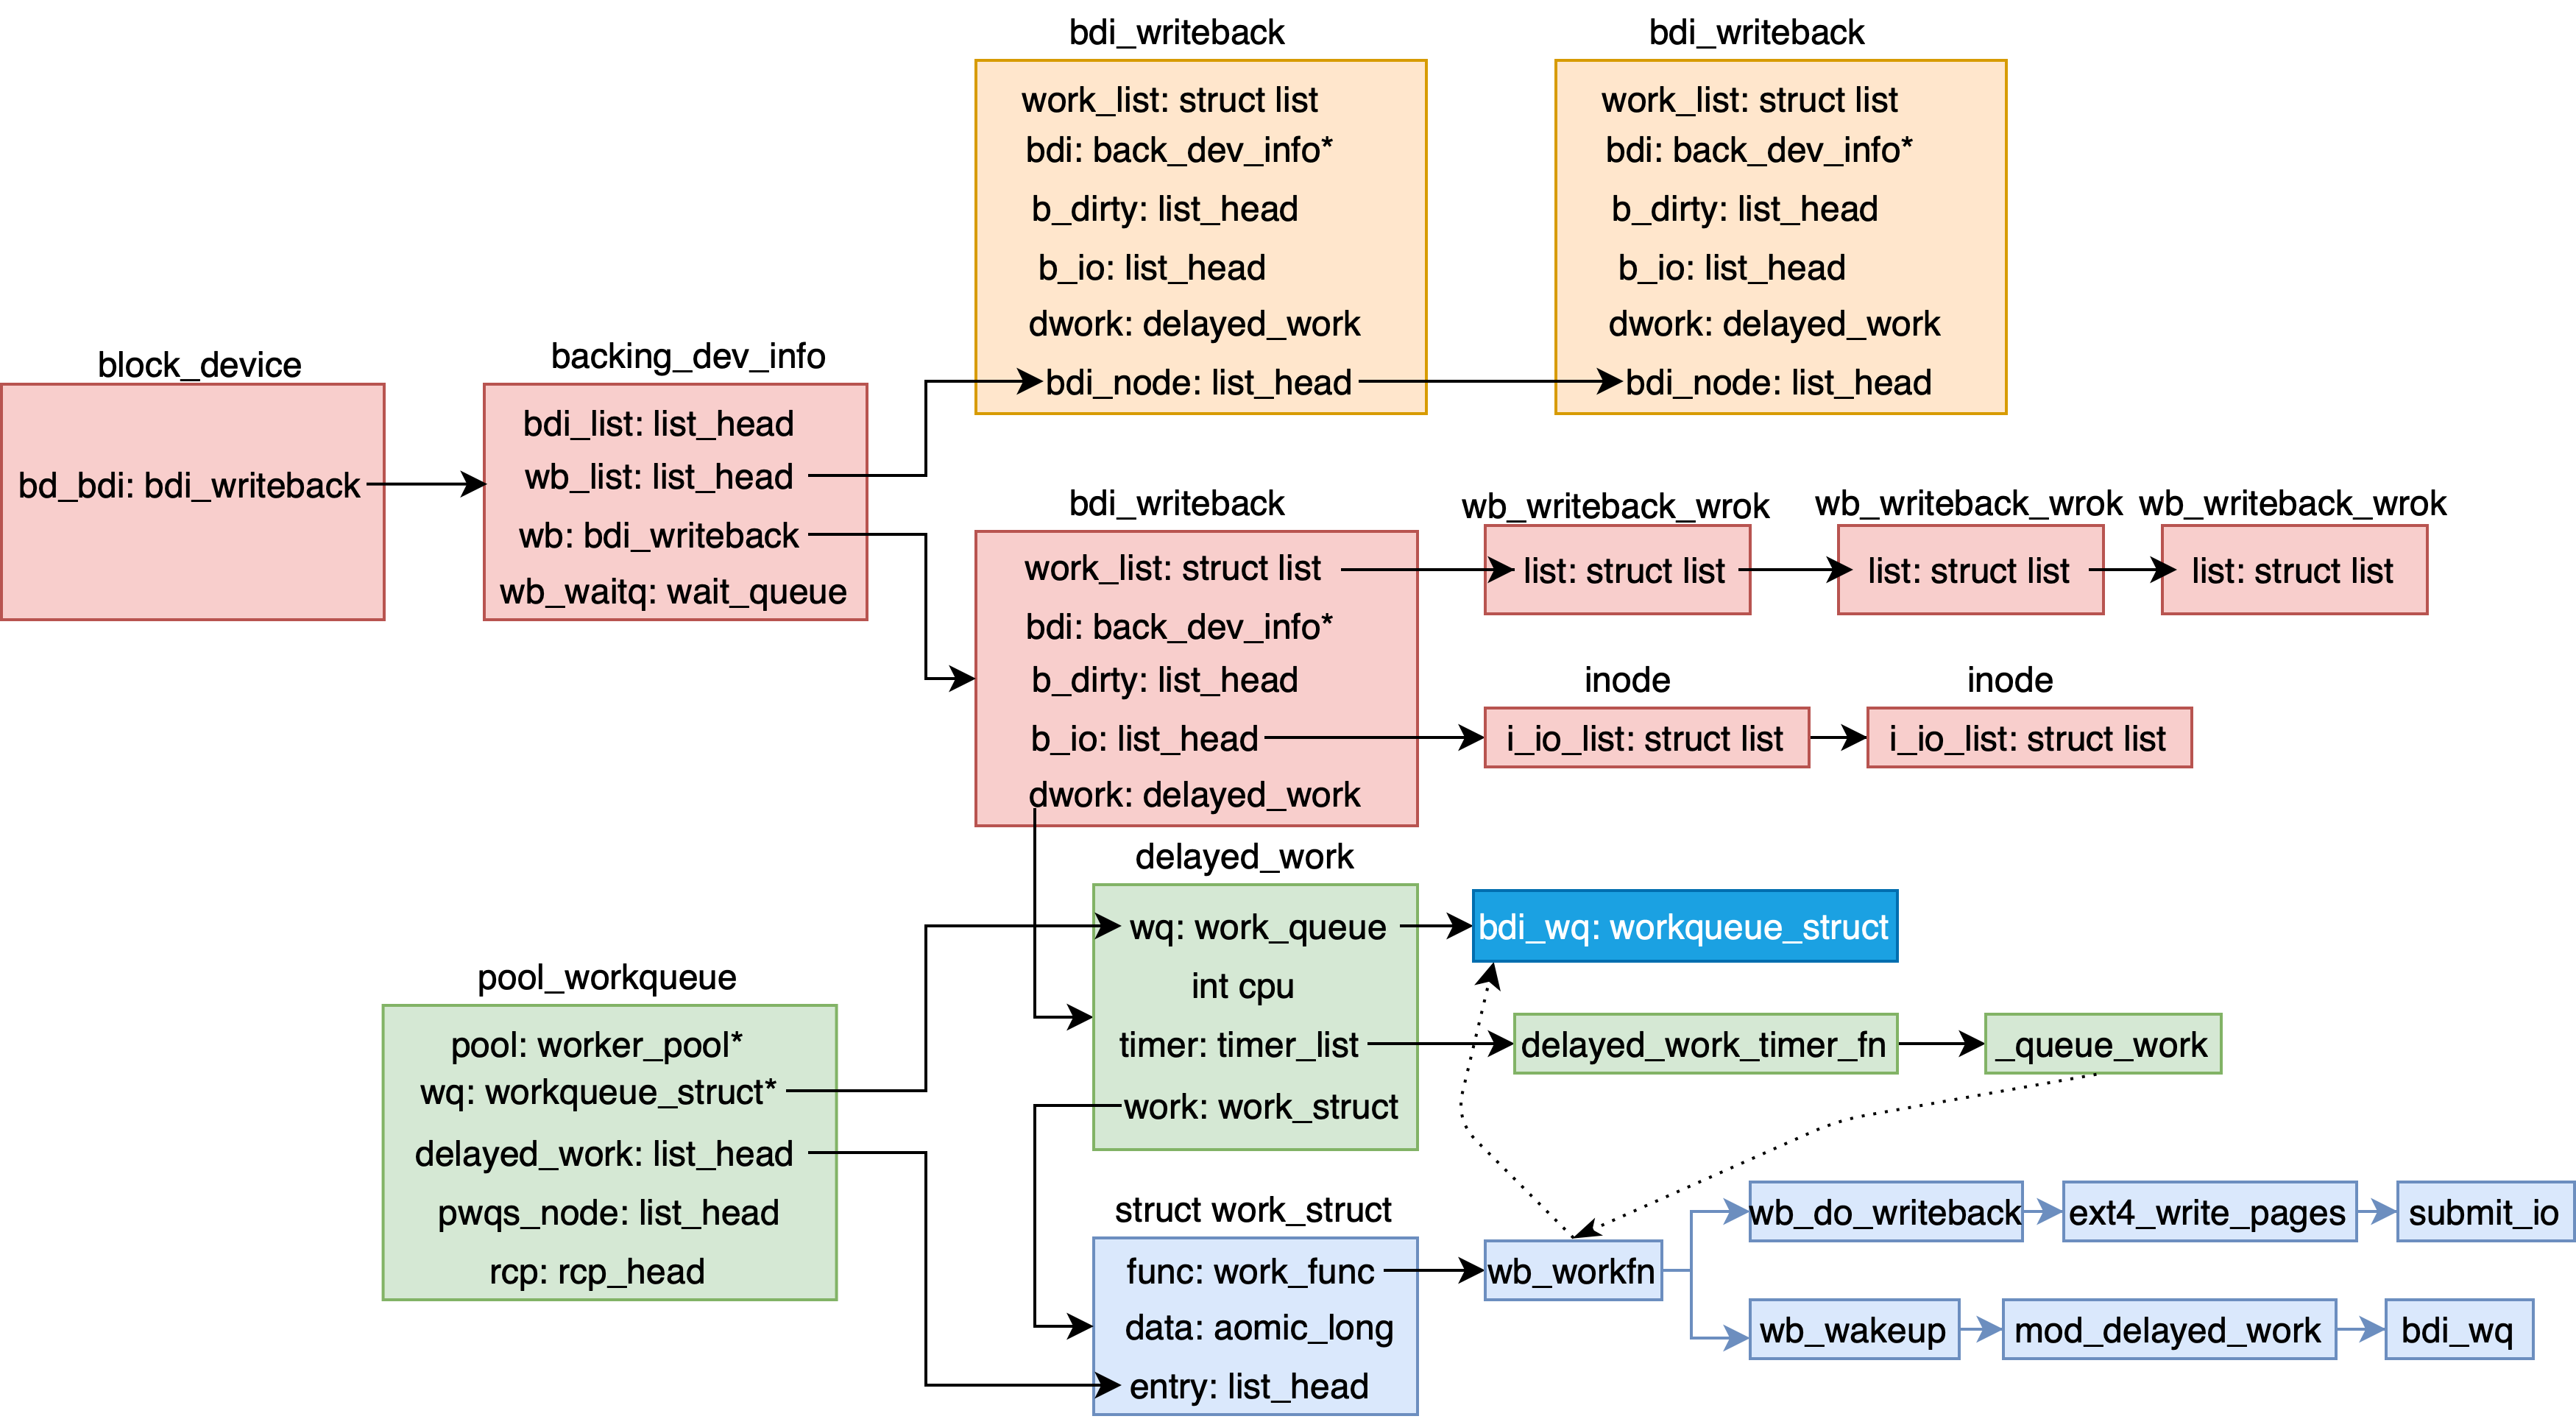 bdi_writeback
work_list: struct list
bdi: back_dev_info*
b_dirty: list_head
b_io: list_head
dwork: delayed_work
bdi_node: list_head
bdi_writeback
work_list: struct list
bdi: back_dev_info*
b_dirty: list_head
b_io: list_head
dwork: delayed_work
bdi_node: list_head
block_device
bd_bdi: bdi_writeback
backing_dev_info
bdi_list: list_head
wb_list: list_head
wb: bdi_writeback
wb_waitq: wait_queue
bdi_writeback
work_list: struct list
bdi: back_dev_info*
b_dirty: list_head
b_io: list_head
dwork: delayed_work
wb_writeback_wrok
list: struct list
wb_writeback_wrok
list: struct list
wb_writeback_wrok
list: struct list
inode
i_io_list: struct list
inode
i_io_list: struct list
delayed_work
wq: work_queue
int cpu
timer: timer_list
work: work_struct
bdi_wq: workqueue_struct
delayed_work_timer_fn
_queue_work
pool_workqueue
pool: worker_pool*
wq: workqueue_struct*
delayed_work: list_head
pwqs_node: list_head
rcp: rcp_head
struct work_struct
func: work_func
data: aomic_long
entry: list_head
wb_workfn
wb_do_writeback
ext4_write_pages
submit_io
wb_wakeup
mod_delayed_work
bdi_wq